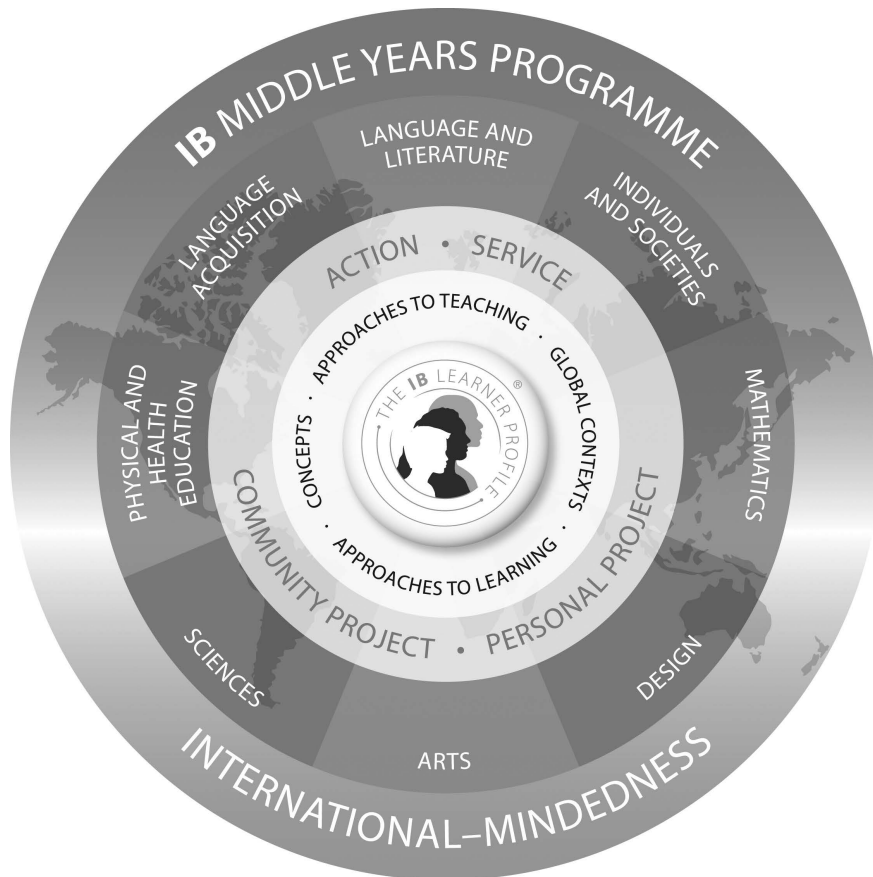 IB MIDDLE YEARS PROGRAMME
LANGUAGE AND
LITERATURE
INDIVIDUALS
AND SOCIETIES
MATHEMATICS
DESIGN
ARTS
SCIENCES
PHYSICAL AND
HEALTH
EDUCATION
LANGUAGE
ACQUISITION
ACTION • SERVICE
PERSONAL PROJECT
•
COMMUNITY PROJECT
APPROACHES TO TEACHING •
GLOBAL CONTEXTS •
APPROACHES TO LEARNING •
CONCEPTS •
• THE IB LEARNER PROFILE •
®
INTERNATIONAL–MINDEDNESS